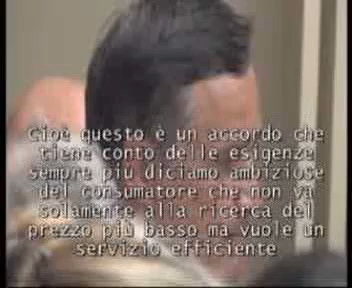 Cioè questo è un accordo che
tiene conto delle esigenze
sempre più diciamo ambiziose
del consumatore che non va
solamente alla ricerca del
prezzo più basso ma vuole un
servizio efficiente